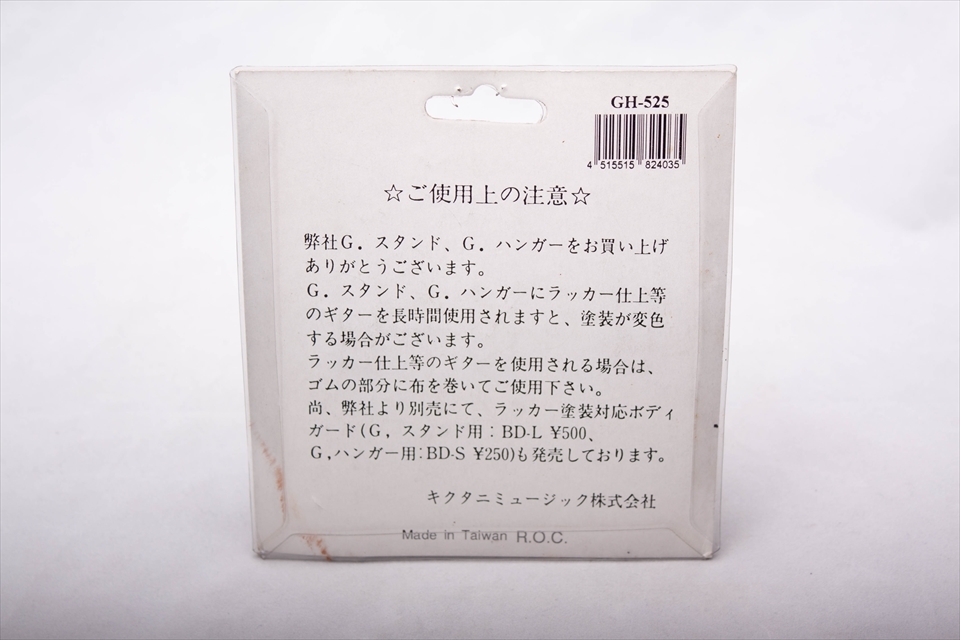 GH-525
4 515515 824035
☆ご使用上の注意☆
弊社G．スタンド、G．ハンガーをお買い上げ
ありがとうございます。
G．スタンド、G．ハンガーにラッカー仕上等
のギターを長時間使用されますと、塗装が変色
する場合がございます。
ラッカー仕上等のギターを使用される場合は、
ゴムの部分に布を巻いてご使用下さい。
尚、弊社より別売にて、ラッカー塗装対応ボディ
ガード(G，スタンド用：BD-L ¥500、
G,ハンガー用:BD-S ¥250)も発売しております。
キクタニミュージック株式会社
Made in Taiwan R.O.C.